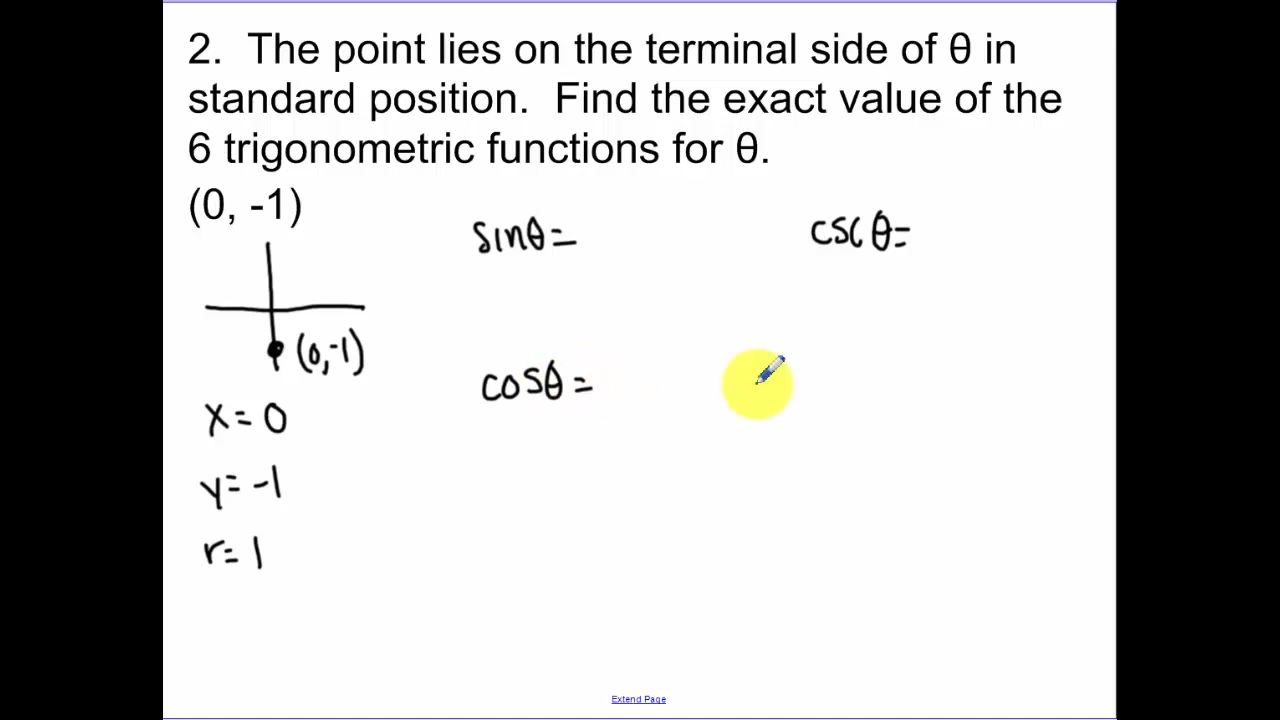 2. The point lies on the terminal side of θ in
standard position. Find the exact value of the
6 trigonometric functions for θ.
(0, -1)
sinθ=
cscθ=
(0,-1)
cosθ=
x=0
y=-1
r=1
Extend Page